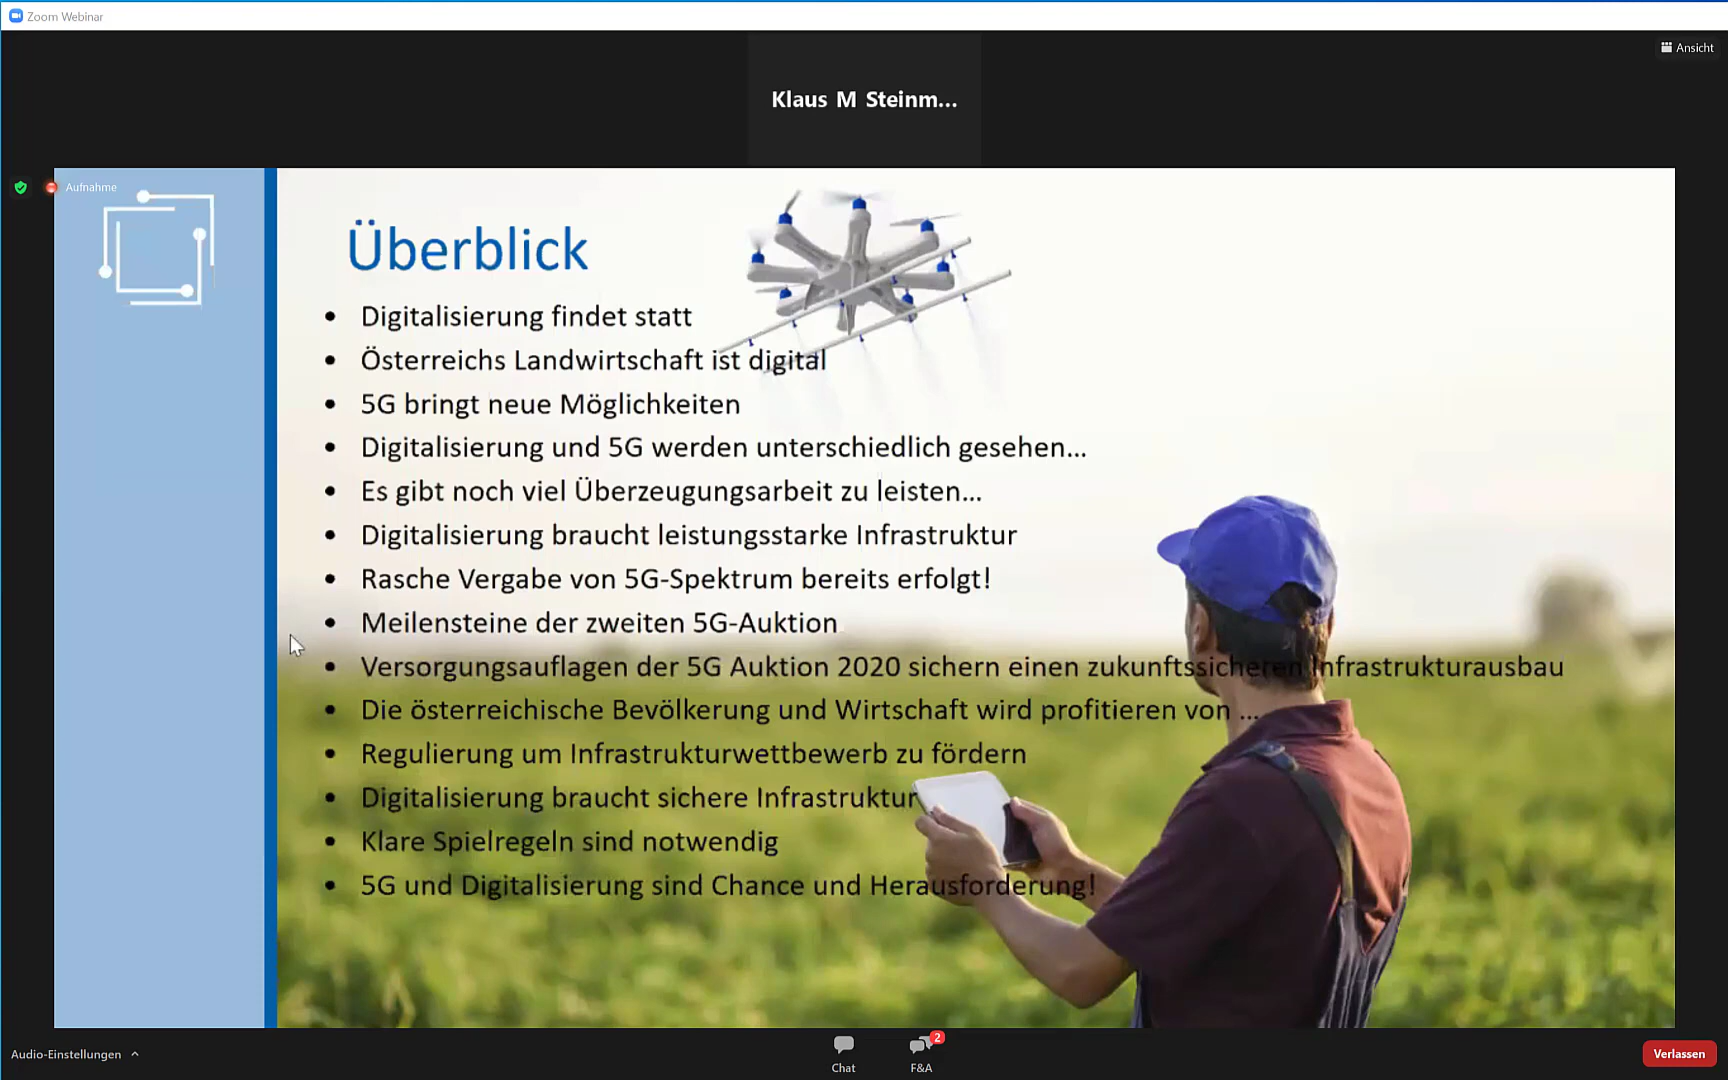 Zoom Webinar
Ansicht
Klaus M Steinm...
Aufnahme
Überblick
• Digitalisierung findet statt
• Österreichs Landwirtschaft ist digital
• 5G bringt neue Möglichkeiten
• Digitalisierung und 5G werden unterschiedlich gesehen...
• Es gibt noch viel Überzeugungsarbeit zu leisten...
• Digitalisierung braucht leistungsstarke Infrastruktur
• Rasche Vergabe von 5G-Spektrum bereits erfolgt!
• Meilensteine der zweiten 5G-Auktion
• Versorgungsauflagen der 5G Auktion 2020 sichern einen zukunftssicheren Infrastrukturausbau
• Die österreichische Bevölkerung und Wirtschaft wird profitieren von ...
• Regulierung um Infrastrukturwettbewerb zu fördern
• Digitalisierung braucht sichere Infrastruktur
• Klare Spielregeln sind notwendig
• 5G und Digitalisierung sind Chance und Herausforderung!
Audio-Einstellungen
Chat
2
F&A
Verlassen